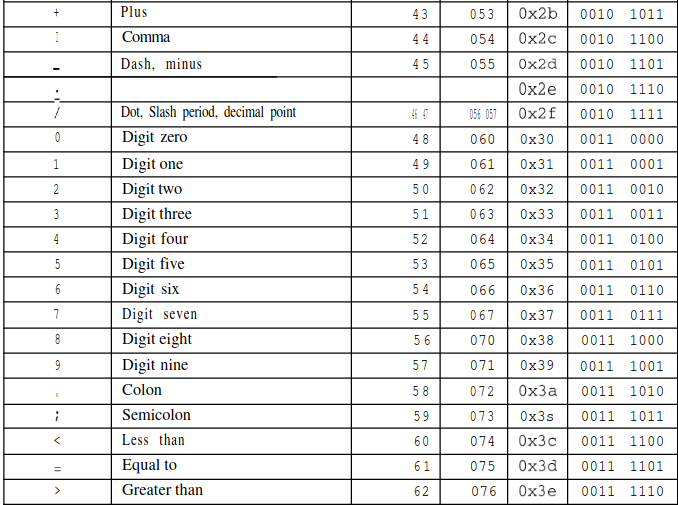 + Plus 43 053 0x2b 0010 1011
I Comma 44 054 0x2c 0010 1100
– Dash, minus 45 055 0x2d 0010 1101
. 0x2e 0010 1110
/ Dot, Slash period, decimal point 46 47 056 057 0x2f 0010 1111
0 Digit zero 48 060 0x30 0011 0000
1 Digit one 49 061 0x31 0011 0001
2 Digit two 50 062 0x32 0011 0010
3 Digit three 51 063 0x33 0011 0011
4 Digit four 52 064 0x34 0011 0100
5 Digit five 53 065 0x35 0011 0101
6 Digit six 54 066 0x36 0011 0110
7 Digit seven 55 067 0x37 0011 0111
8 Digit eight 56 070 0x38 0011 1000
9 Digit nine 57 071 0x39 0011 1001
Colon 58 072 0x3a 0011 1010
; Semicolon 59 073 0x3s 0011 1011
< Less than 60 074 0x3c 0011 1100
= Equal to 61 075 0x3d 0011 1101
> Greater than 62 076 0x3e 0011 1110